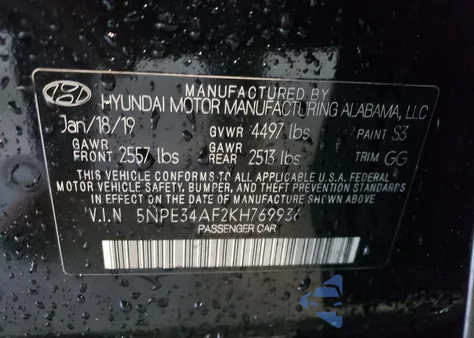 MANUFACTURED BY
HYUNDAI MOTOR MANUFACTURING ALABAMA, LLC
Jan/18/19 GVWR 4497 lbs PAINT S3
GAWR FRONT 2557 lbs GAWR REAR 2513 lbs TRIM GG
THIS VEHICLE CONFORMS TO ALL APPLICABLE U.S.A. FEDERAL
MOTOR VEHICLE SAFETY, BUMPER, AND THEFT PREVENTION STANDARDS
IN EFFECT ON THE DATE OF MANUFACTURE SHOWN ABOVE.
V.I.N 5NPE34AF2KH769936
PASSENGER CAR